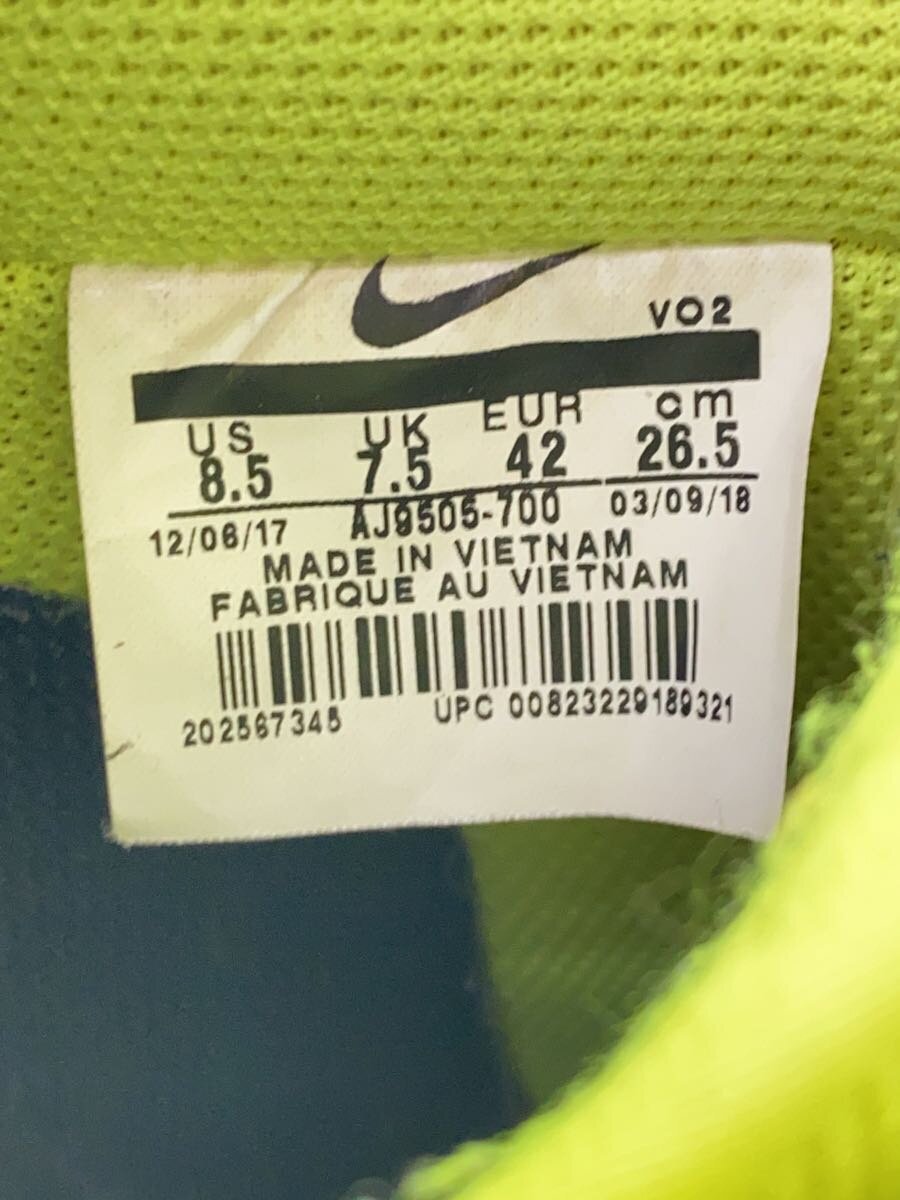 VO2
US UK EUR cm
8.5 7.5 42 26.5
12/06/17 AJ9505-700 03/09/18
MADE IN VIETNAM
FABRIQUE AU VIETNAM
202567345 UPC 00823229189321